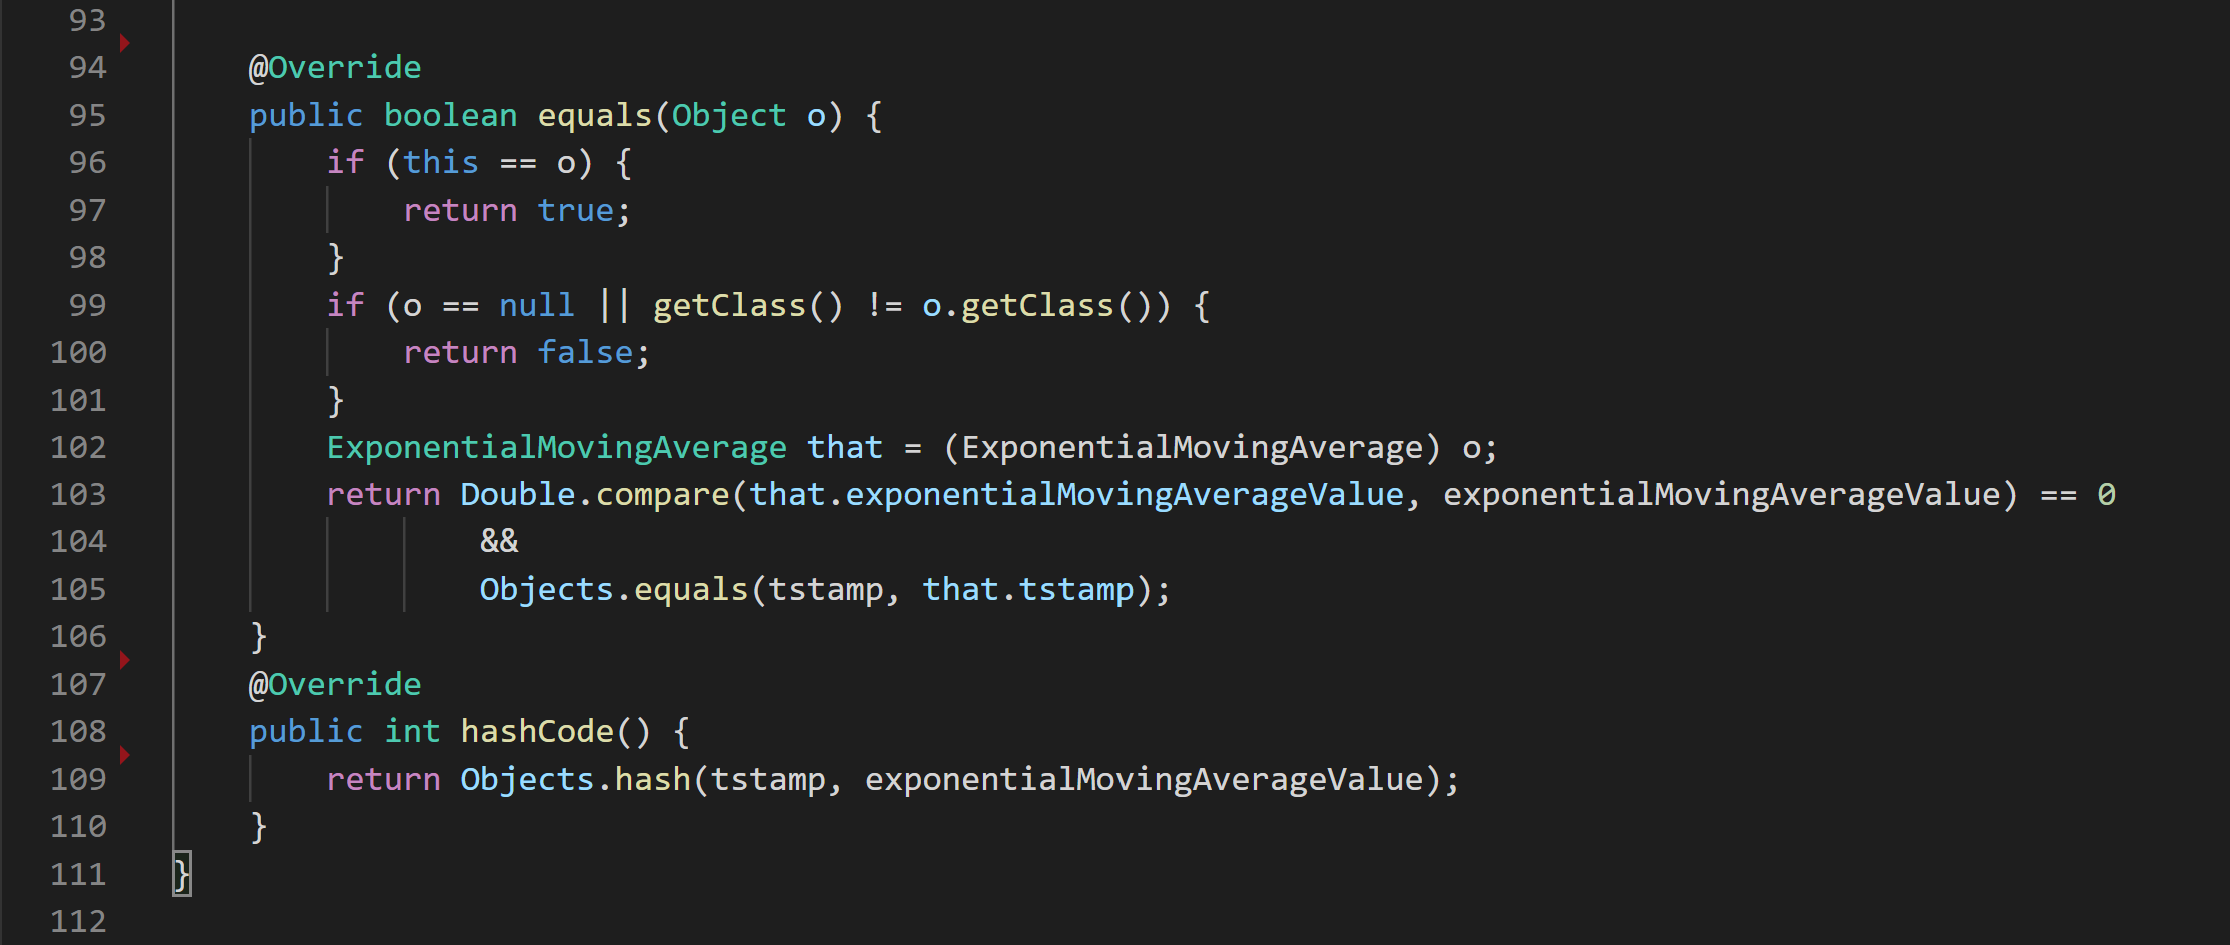 93
94 @Override
95 public boolean equals(Object o) {
96 if (this == o) {
97 return true;
98 }
99 if (o == null || getClass() != o.getClass()) {
100 return false;
101 }
102 ExponentialMovingAverage that = (ExponentialMovingAverage) o;
103 return Double.compare(that.exponentialMovingAverageValue, exponentialMovingAverageValue) == 0
104 &&
105 Objects.equals(tstamp, that.tstamp);
106 }
107 @Override
108 public int hashCode() {
109 return Objects.hash(tstamp, exponentialMovingAverageValue);
110 }
111 }
112